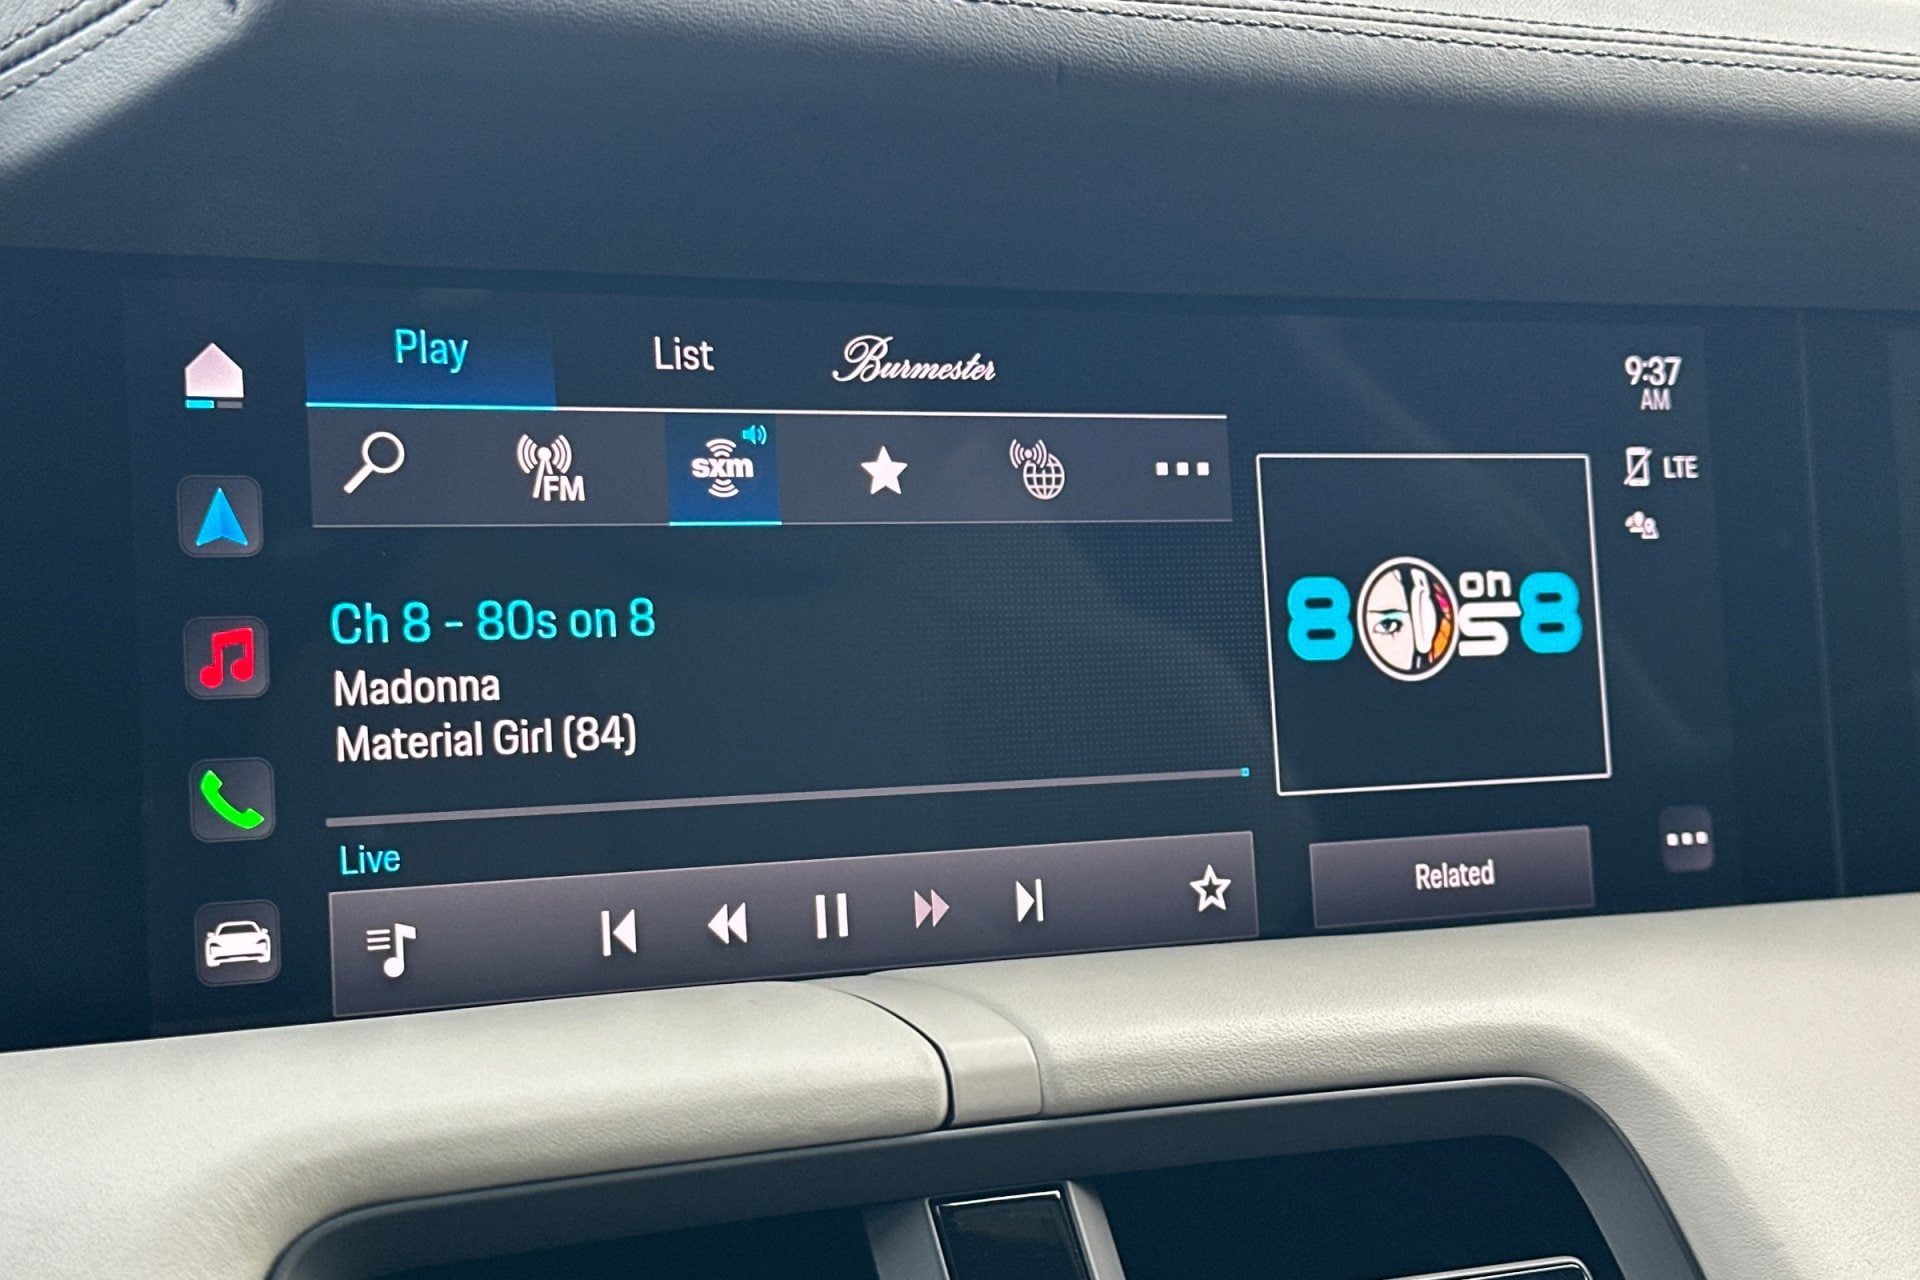 Play
List
Burmester
9:37
AM
FM
sxm
LTE
Ch 8 - 80s on 8
Madonna
Material Girl (84)
80s on 8
Live
Related